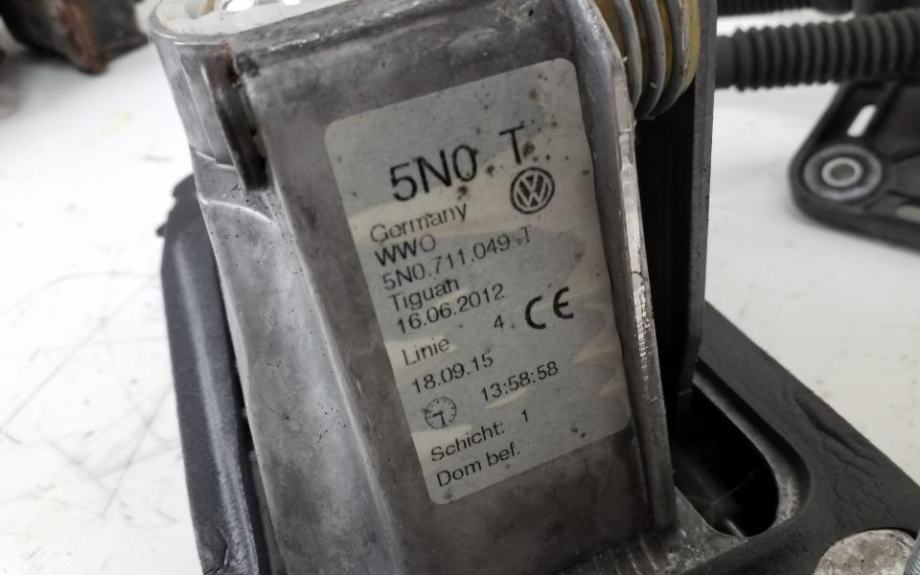 5N0 T
Germany
WWO
5N0.711.049.T
Tiguan
16.06.2012
Linie 4 CE
18.09.15
13:58:58
Schicht: 1
Dom bef.